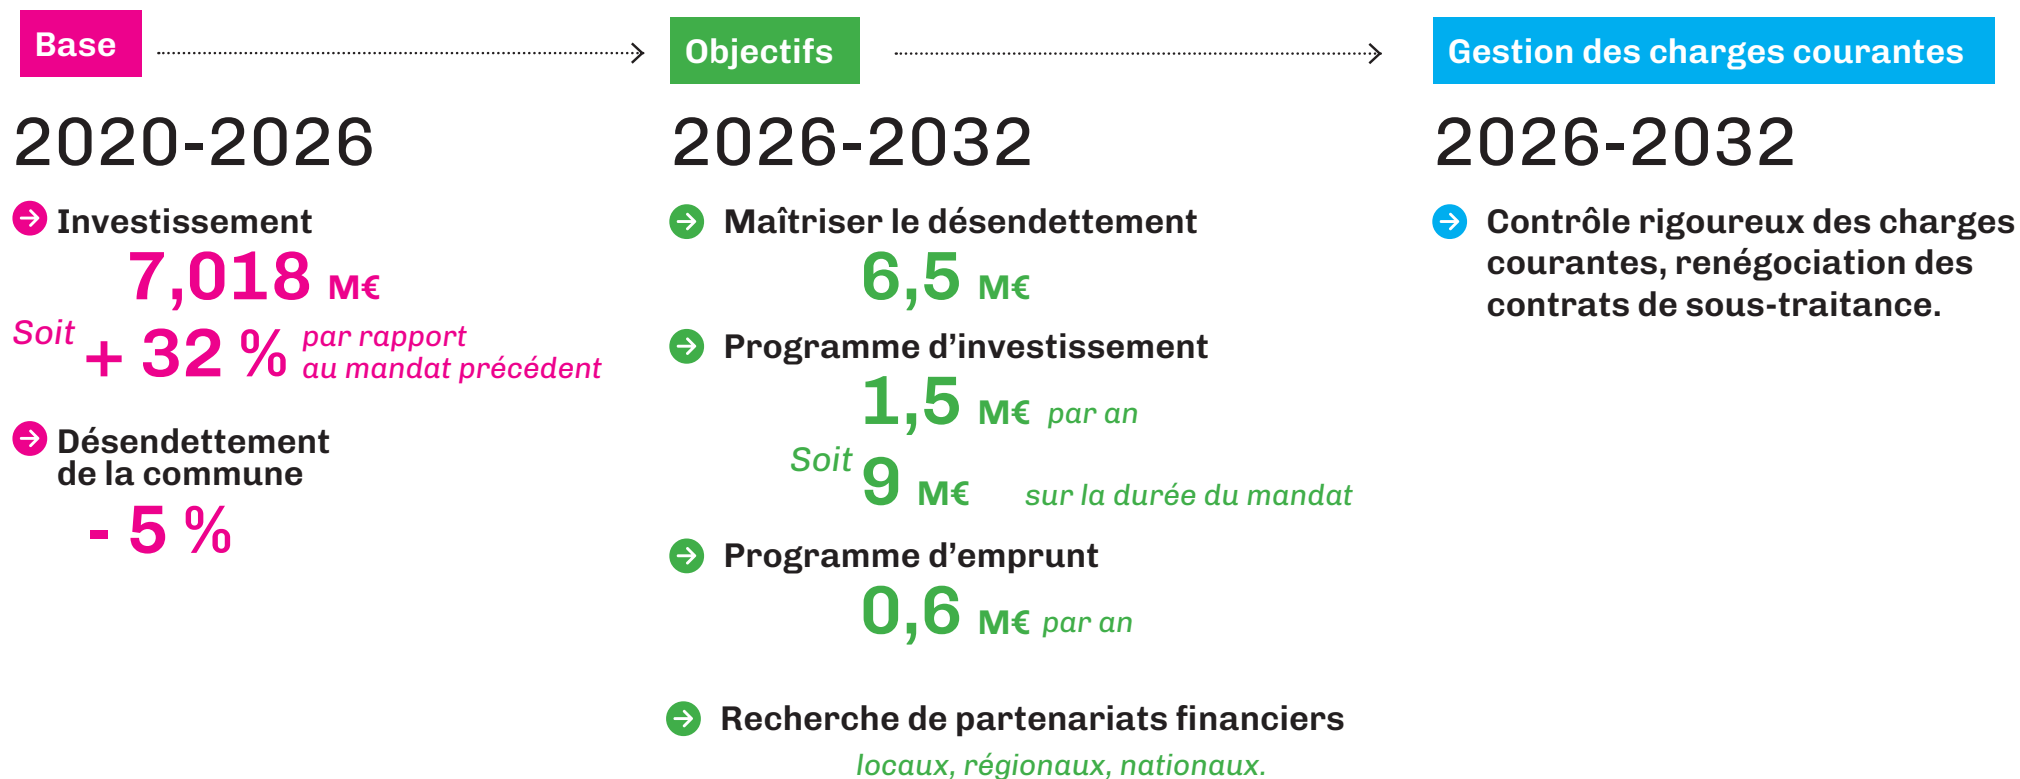 Base
2020-2026
Investissement
7,018 M€
Soit + 32 % par rapport
au mandat précédent
Désendettement
de la commune
- 5 %
Objectifs
2026-2032
Maîtriser le désendettement
6,5 M€
Programme d’investissement
1,5 M€ par an
Soit 9 M€ sur la durée du mandat
Programme d’emprunt
0,6 M€ par an
Recherche de partenariats financiers
locaux, régionaux, nationaux.
Gestion des charges courantes
2026-2032
Contrôle rigoureux des charges
courantes, renégociation des
contrats de sous-traitance.